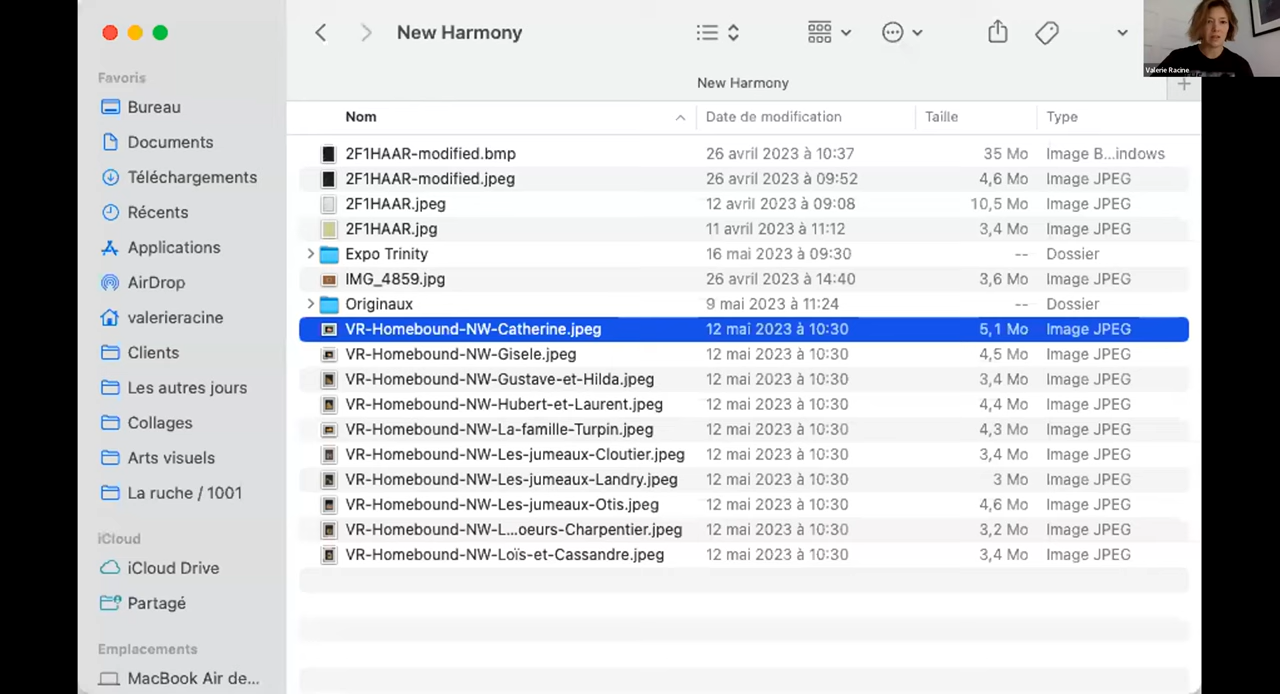 New Harmony
Valerie Racine
New Harmony
Favoris
Bureau
Documents
Téléchargements
Récents
Applications
AirDrop
valerieracine
Clients
Les autres jours
Collages
Arts visuels
La ruche / 1001
iCloud
iCloud Drive
Partagé
Emplacements
MacBook Air de...
Nom Date de modification Taille Type
2F1HAAR-modified.bmp 26 avril 2023 à 10:37 35 Mo Image B...indows
2F1HAAR-modified.jpeg 26 avril 2023 à 09:52 4,6 Mo Image JPEG
2F1HAAR.jpeg 12 avril 2023 à 09:08 10,5 Mo Image JPEG
2F1HAAR.jpg 11 avril 2023 à 11:12 3,4 Mo Image JPEG
Expo Trinity 16 mai 2023 à 09:30 -- Dossier
IMG_4859.jpg 26 avril 2023 à 14:40 3,6 Mo Image JPEG
Originaux 9 mai 2023 à 11:24 -- Dossier
VR-Homebound-NW-Catherine.jpeg 12 mai 2023 à 10:30 5,1 Mo Image JPEG
VR-Homebound-NW-Gisele.jpeg 12 mai 2023 à 10:30 4,5 Mo Image JPEG
VR-Homebound-NW-Gustave-et-Hilda.jpeg 12 mai 2023 à 10:30 3,4 Mo Image JPEG
VR-Homebound-NW-Hubert-et-Laurent.jpeg 12 mai 2023 à 10:30 4,4 Mo Image JPEG
VR-Homebound-NW-La-famille-Turpin.jpeg 12 mai 2023 à 10:30 4,3 Mo Image JPEG
VR-Homebound-NW-Les-jumeaux-Cloutier.jpeg 12 mai 2023 à 10:30 3,4 Mo Image JPEG
VR-Homebound-NW-Les-jumeaux-Landry.jpeg 12 mai 2023 à 10:30 3 Mo Image JPEG
VR-Homebound-NW-Les-jumeaux-Otis.jpeg 12 mai 2023 à 10:30 4,6 Mo Image JPEG
VR-Homebound-NW-L...oeurs-Charpentier.jpeg 12 mai 2023 à 10:30 3,2 Mo Image JPEG
VR-Homebound-NW-Loïs-et-Cassandre.jpeg 12 mai 2023 à 10:30 3,4 Mo Image JPEG